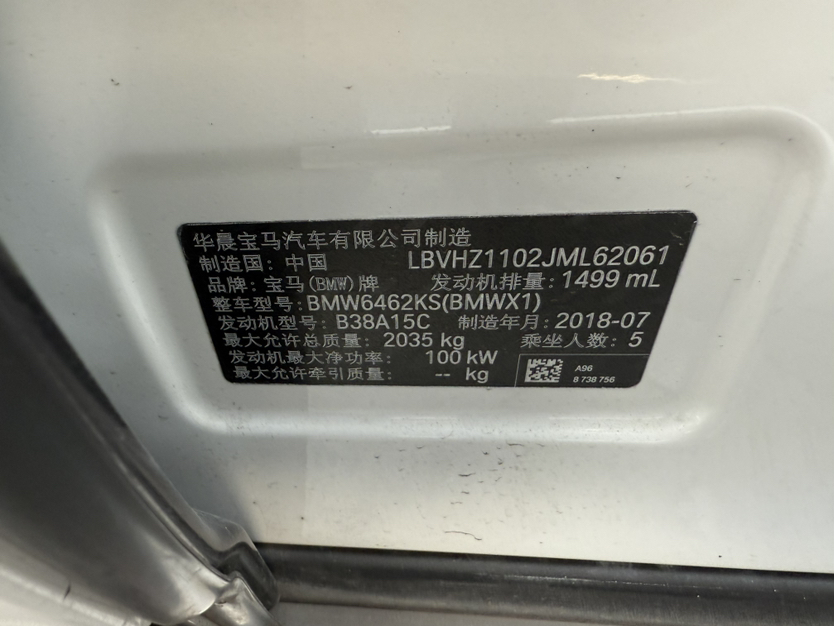 华晨宝马汽车有限公司制造
制造国：中国 LBVHZ1102JML62061
品牌：宝马(BMW)牌 发动机排量：1499 mL
整车型号：BMW6462KS(BMWX1)
发动机型号：B38A15C 制造年月：2018-07
最大允许总质量：2035 kg 乘坐人数：5
发动机最大净功率：100 kW
最大允许牵引质量：-- kg
A96
8 738 756